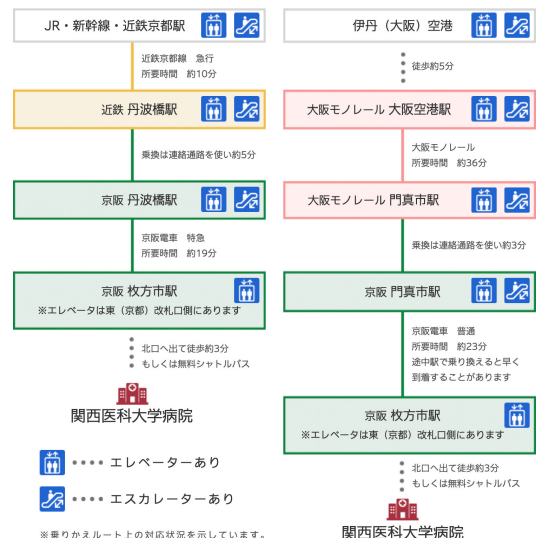 JR・新幹線・近鉄京都駅
近鉄京都線　急行
所要時間　約10分
近鉄 丹波橋駅
乗換は連絡通路を使い約5分
京阪 丹波橋駅
京阪電車　特急
所要時間　約19分
京阪 枚方市駅
※エレベータは東（京都）改札口側にあります
北口へ出て徒歩約3分
もしくは無料シャトルバス
関西医科大学病院
エレベーターあり
エスカレーターあり
※乗りかえルート上の対応状況を示しています。
伊丹（大阪）空港
徒歩約5分
大阪モノレール 大阪空港駅
大阪モノレール
所要時間　約36分
大阪モノレール 門真市駅
乗換は連絡通路を使い約3分
京阪 門真市駅
京阪電車　普通
所要時間　約23分
途中駅で乗り換えると早く
到着することがあります
京阪 枚方市駅
※エレベータは東（京都）改札口側にあります
北口へ出て徒歩約3分
もしくは無料シャトルバス
関西医科大学病院